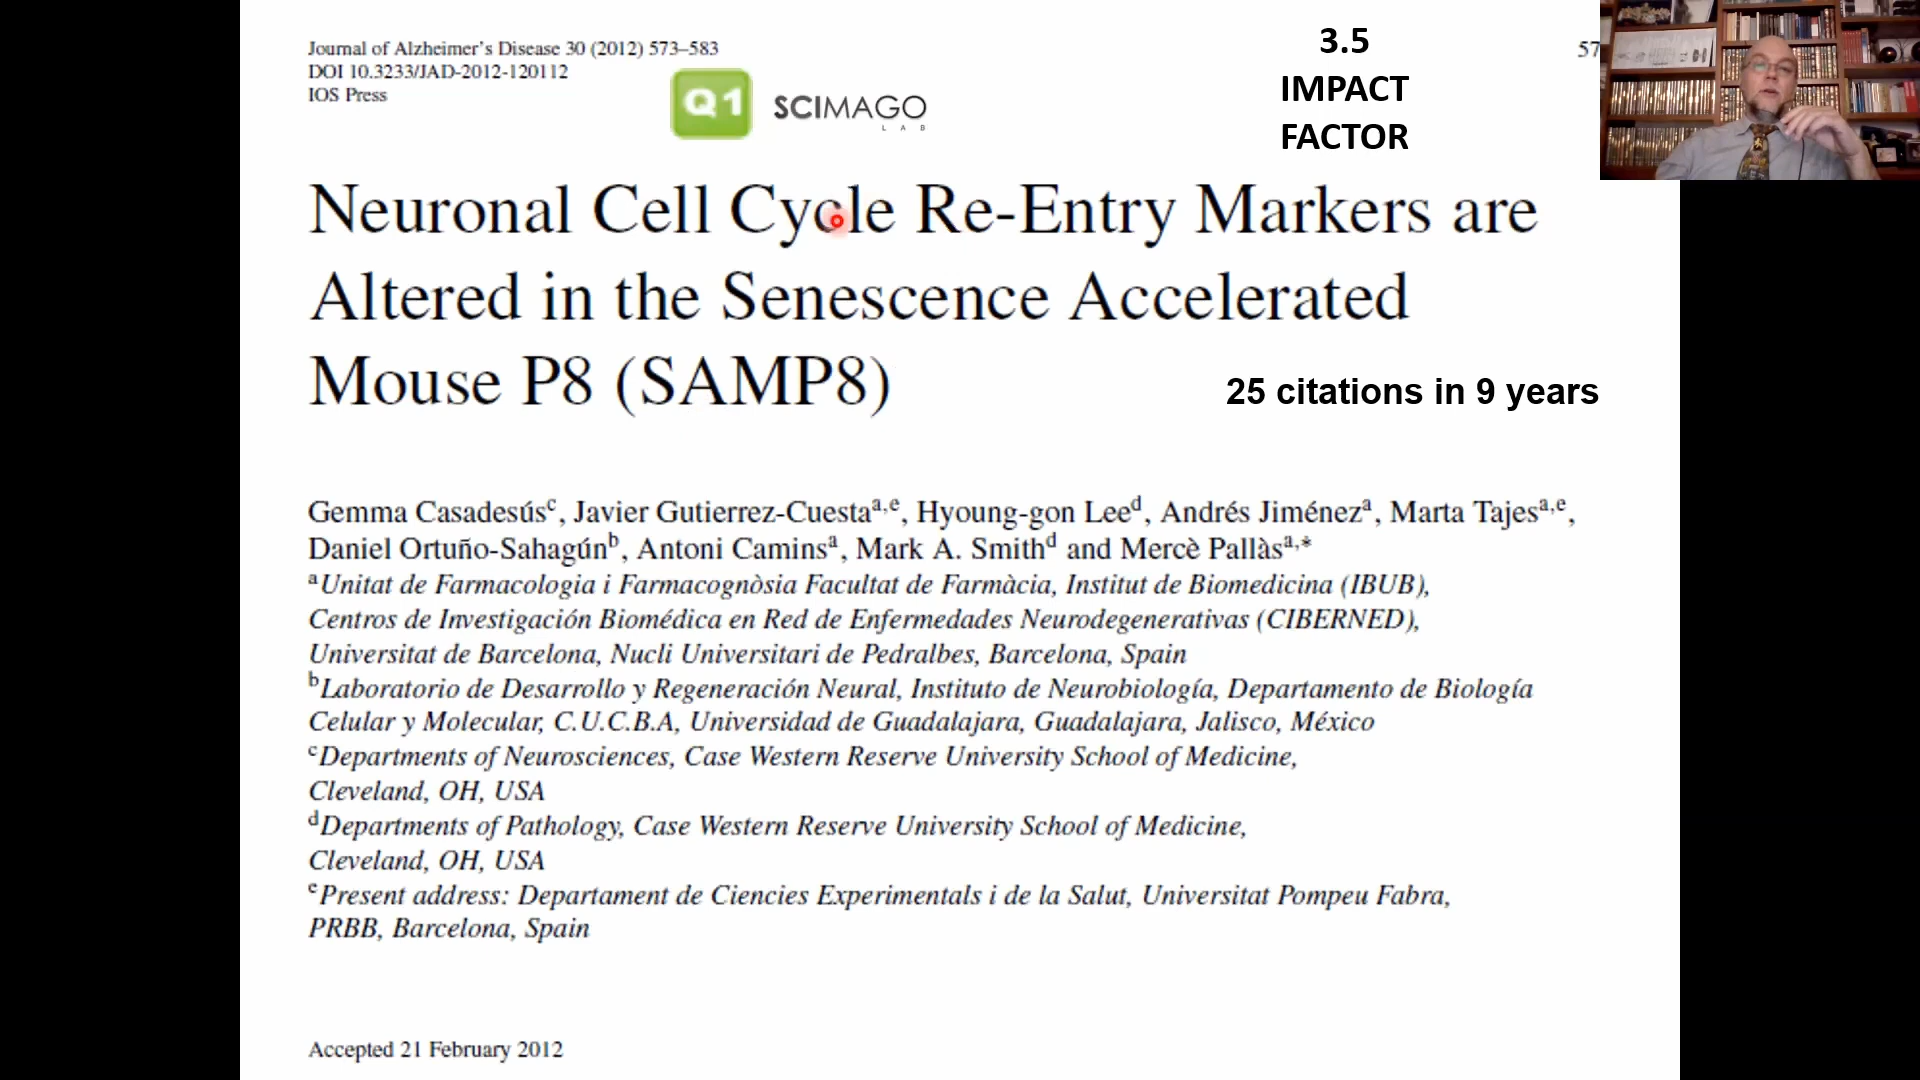 Journal of Alzheimer's Disease 30 (2012) 573–583
DOI 10.3233/JAD-2012-120112
IOS Press
57
Q1
SCIMAGO
LAB
3.5
IMPACT
FACTOR
Neuronal Cell Cycle Re-Entry Markers are
Altered in the Senescence Accelerated
Mouse P8 (SAMP8)
25 citations in 9 years
Gemma Casadesúsᶜ, Javier Gutierrez-Cuestaᵃ,ᵉ, Hyoung-gon Leeᵈ, Andrés Jiménezᵃ, Marta Tajesᵃ,ᵉ,
Daniel Ortuño-Sahagúnᵇ, Antoni Caminsᵃ, Mark A. Smithᵈ and Mercè Pallàsᵃ,*
ᵃUnitat de Farmacologia i Farmacognòsia Facultat de Farmàcia, Institut de Biomedicina (IBUB),
Centros de Investigación Biomédica en Red de Enfermedades Neurodegenerativas (CIBERNED),
Universitat de Barcelona, Nucli Universitari de Pedralbes, Barcelona, Spain
ᵇLaboratorio de Desarrollo y Regeneración Neural, Instituto de Neurobiología, Departamento de Biología
Celular y Molecular, C.U.C.B.A, Universidad de Guadalajara, Guadalajara, Jalisco, México
ᶜDepartments of Neurosciences, Case Western Reserve University School of Medicine,
Cleveland, OH, USA
ᵈDepartments of Pathology, Case Western Reserve University School of Medicine,
Cleveland, OH, USA
ᵉPresent address: Departament de Ciencies Experimentals i de la Salut, Universitat Pompeu Fabra,
PRBB, Barcelona, Spain
Accepted 21 February 2012